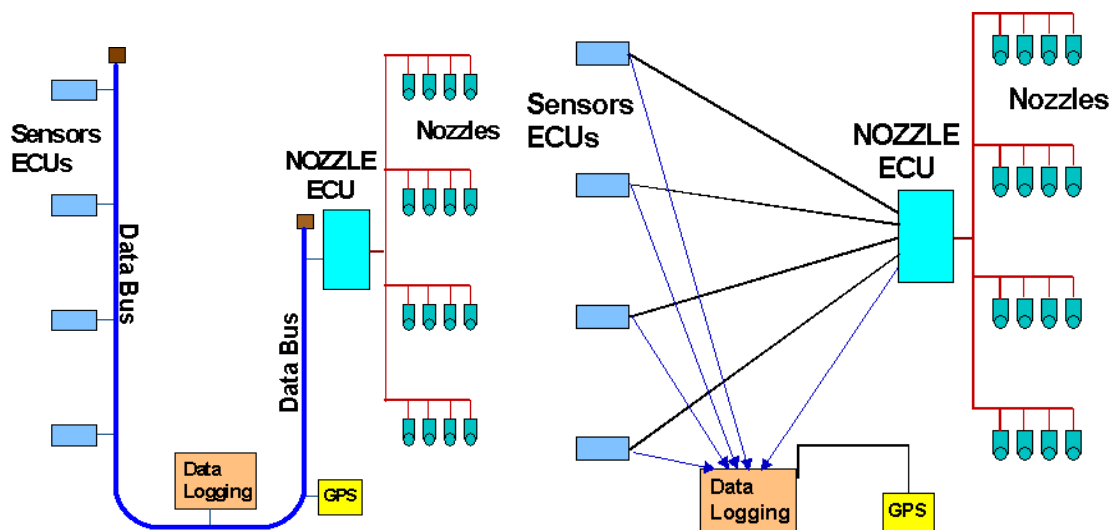 Sensors
ECUs
Data Bus
Data
Logging
Data Bus
GPS
NOZZLE
ECU
Nozzles
Sensors
ECUs
NOZZLE
ECU
Nozzles
Data
Logging
GPS